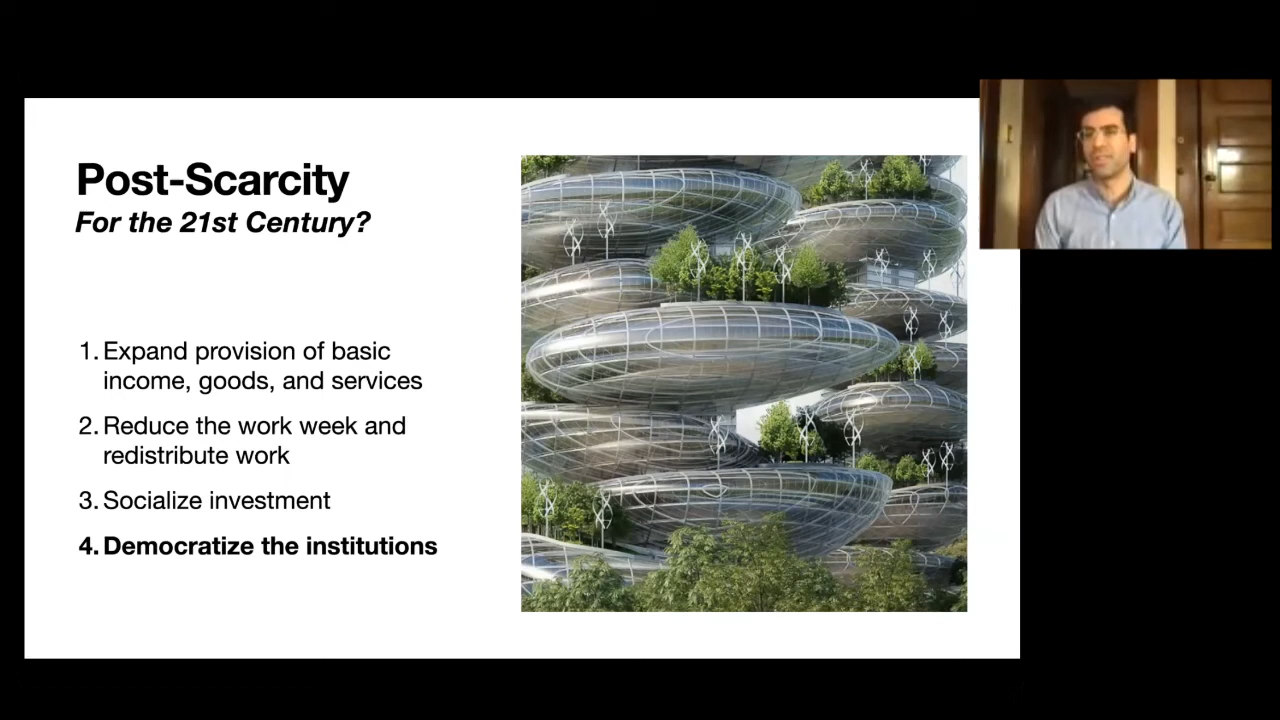 Post-Scarcity
For the 21st Century?
1. Expand provision of basic
income, goods, and services
2. Reduce the work week and
redistribute work
3. Socialize investment
4. Democratize the institutions